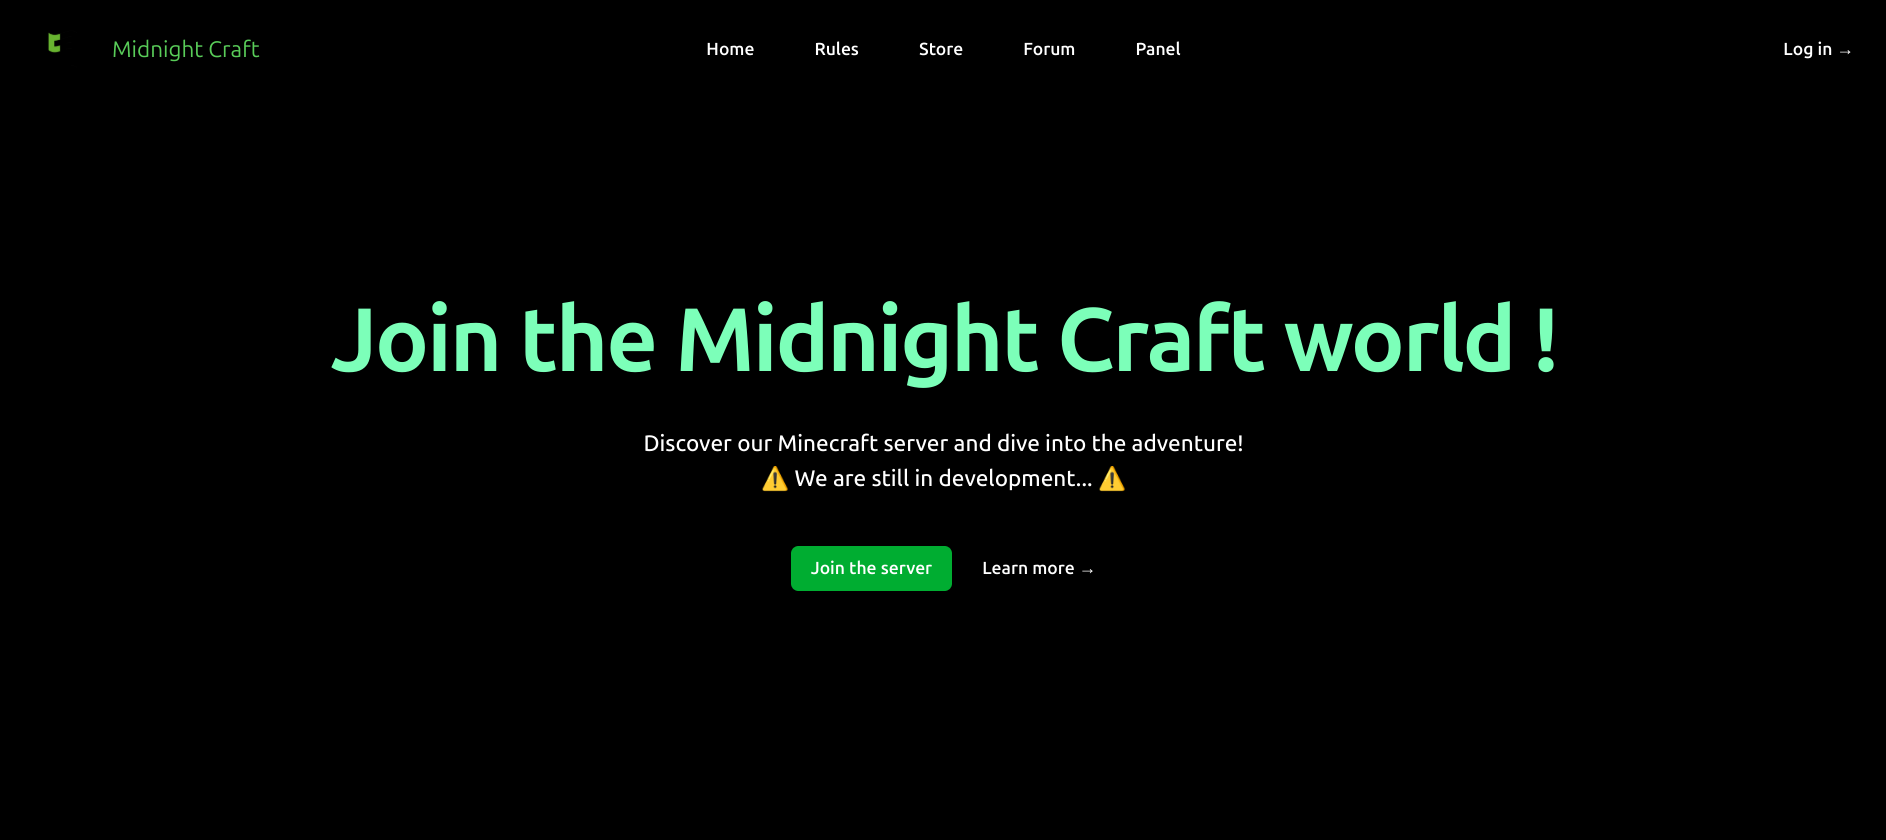 Midnight Craft
Home
Rules
Store
Forum
Panel
Log in →
Join the Midnight Craft world !
Discover our Minecraft server and dive into the adventure!
⚠️ We are still in development... ⚠️
Join the server
Learn more →